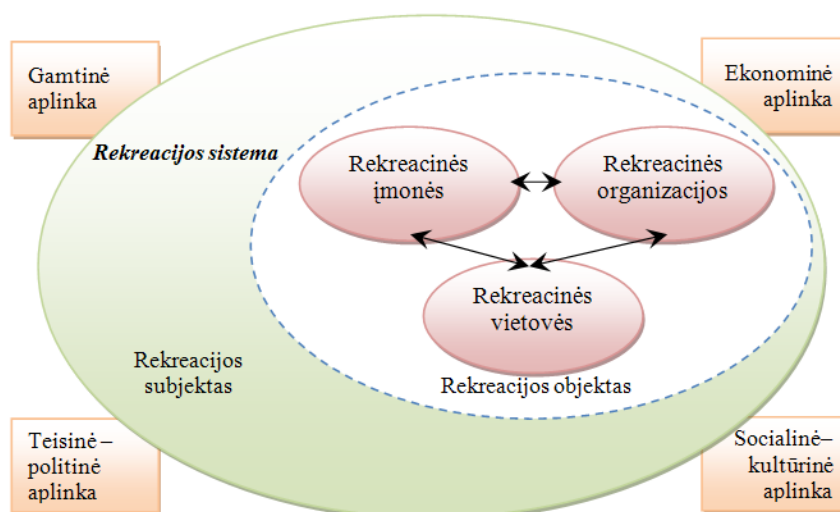 Gamtinė
aplinka
Ekonominė
aplinka
Rekreacijos sistema
Rekreacinės
įmonės
Rekreacinės
organizacijos
Rekreacinės
vietovės
Rekreacijos
subjektas
Rekreacijos objektas
Teisinė –
politinė
aplinka
Socialinė–
kultūrinė
aplinka